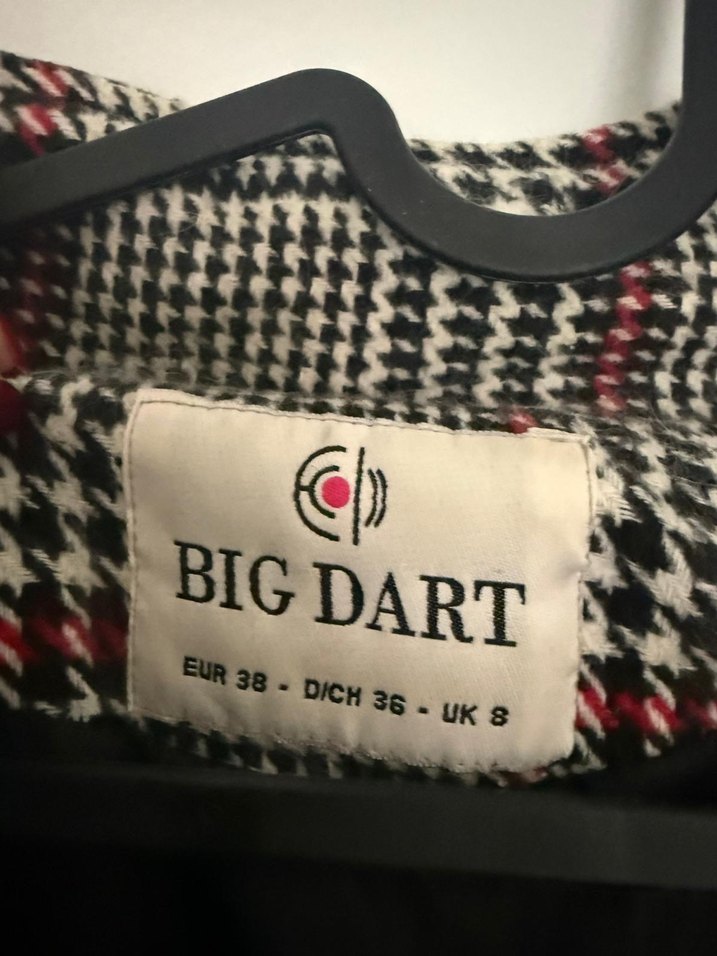 BIG DART
EUR 38 - D/CH 36 - UK 8